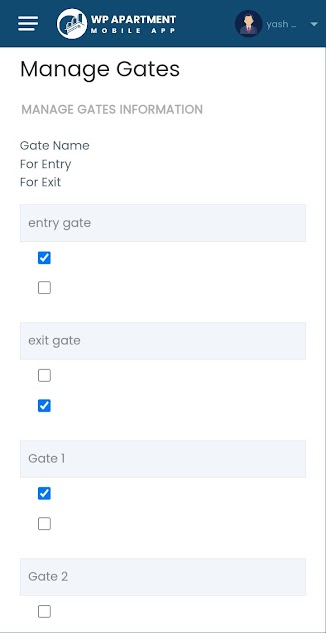 WP APARTMENT
MOBILE APP
yash ...
Manage Gates
MANAGE GATES INFORMATION
Gate Name
For Entry
For Exit
entry gate
exit gate
Gate 1
Gate 2